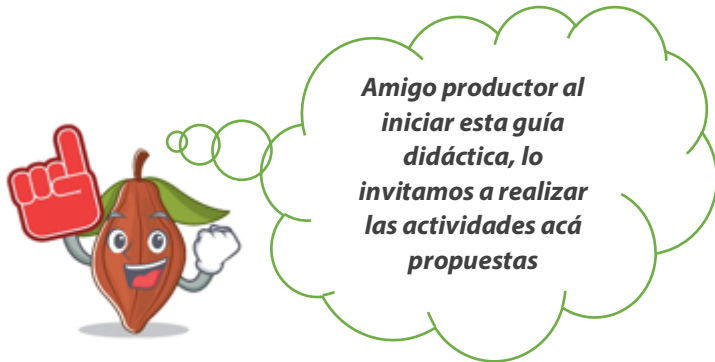 Amigo productor al
iniciar esta guía
didáctica, lo
invitamos a realizar
las actividades acá
propuestas